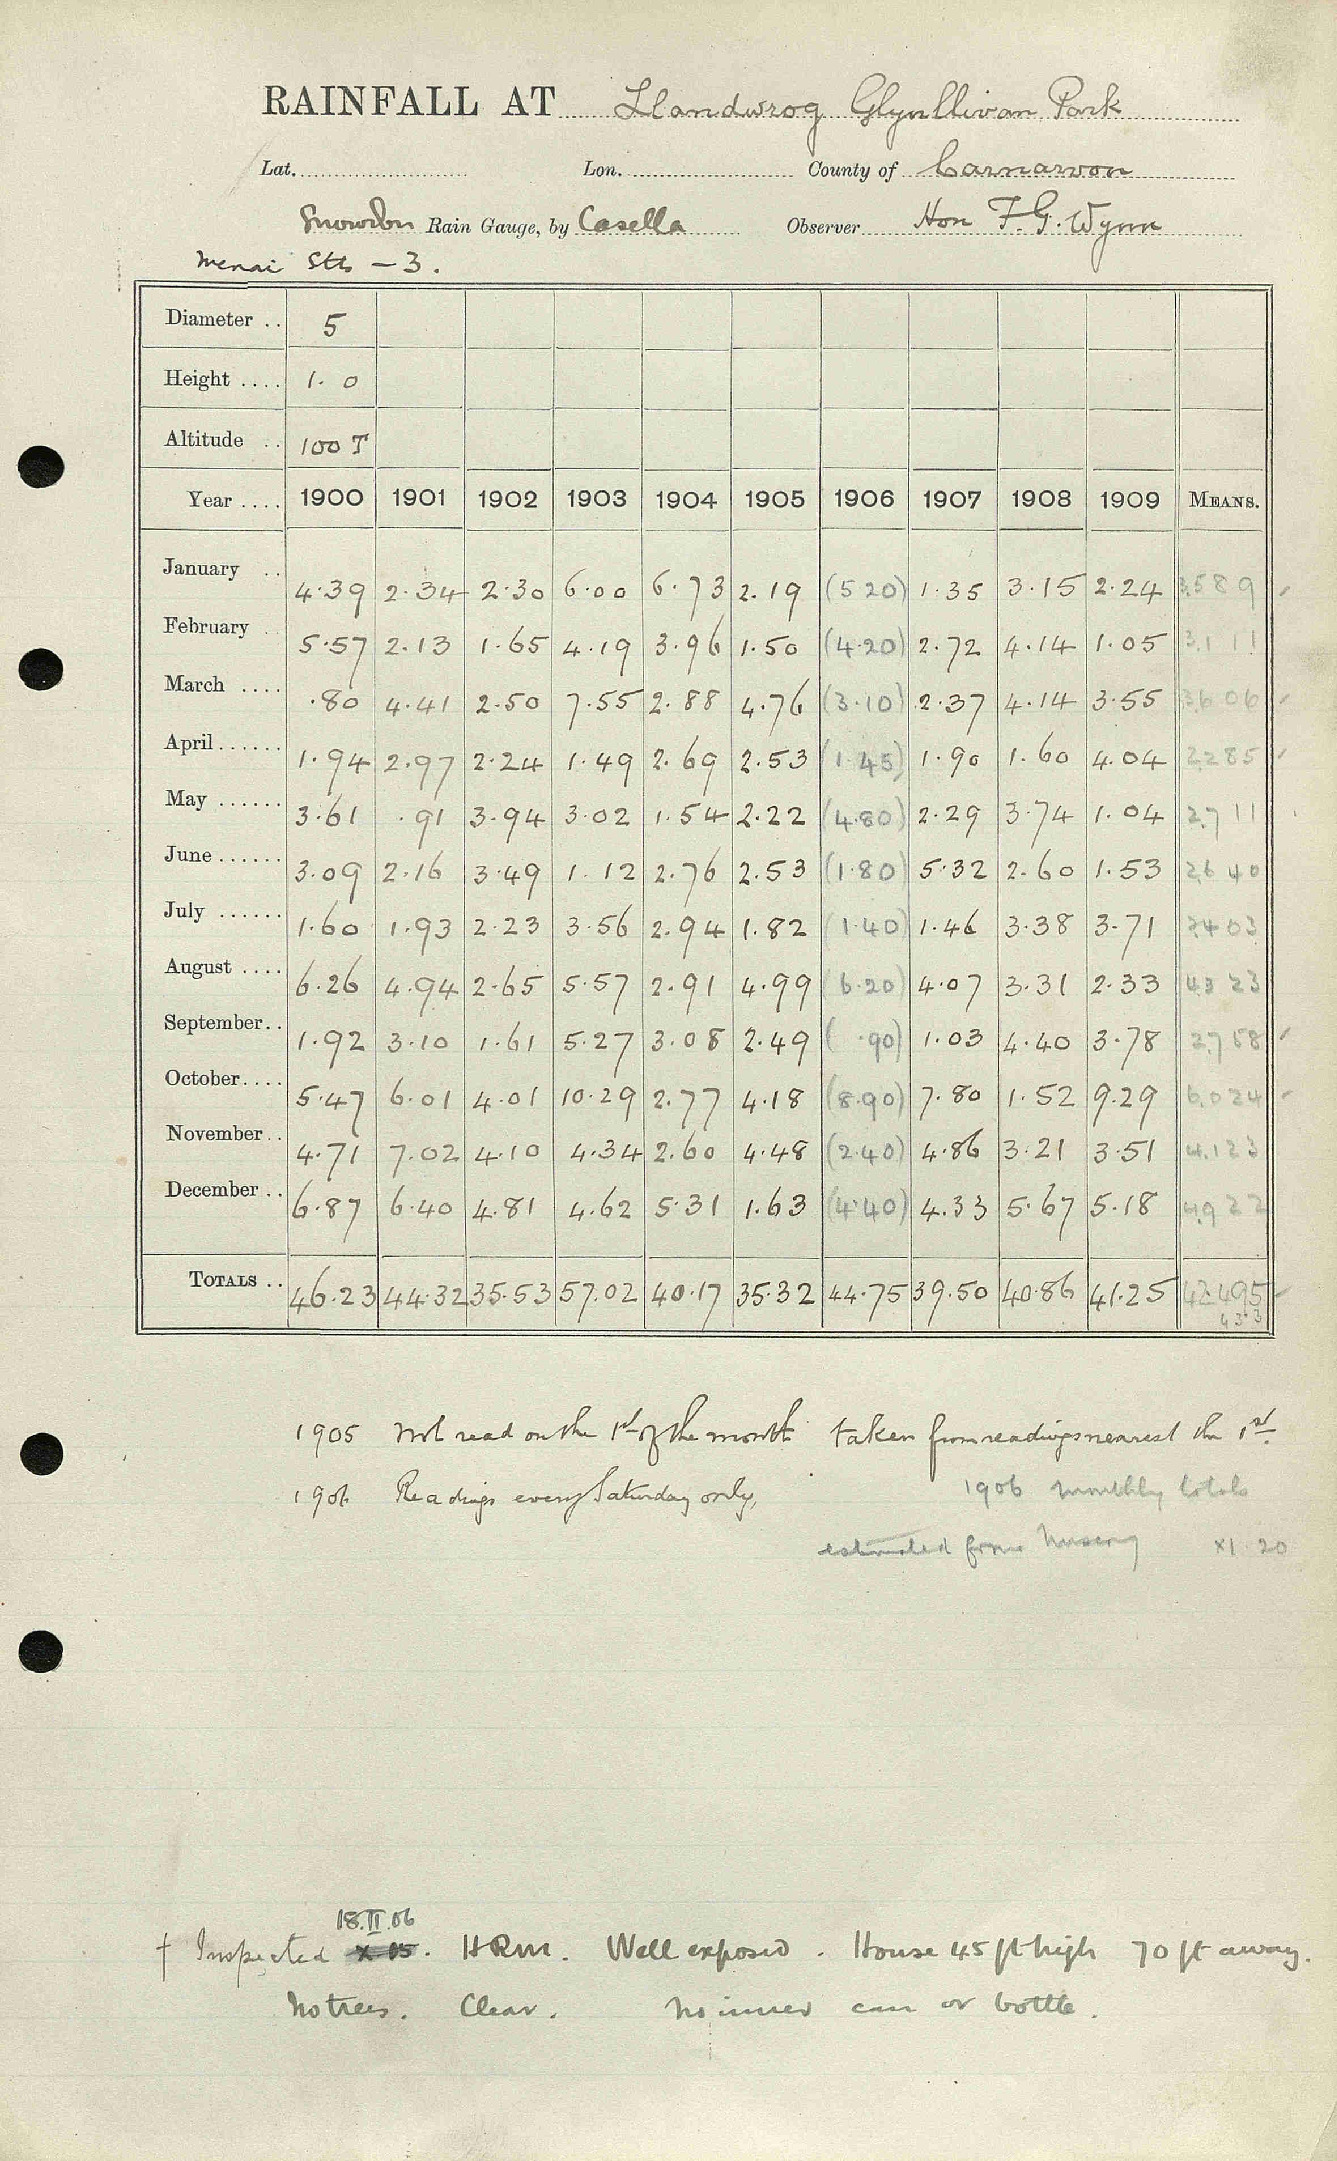 RAINFALL AT Llandwrog Glynllivon Park
Lat. Lon. County of Carnarvon
Snowdon Rain Gauge, by Casella Observer Hon F. G. Wynn
Menai Sts - 3.
Diameter .. 5
Height .... 1. 0
Altitude .. 100 T
Year .... 1900 1901 1902 1903 1904 1905 1906 1907 1908 1909 MEANS.
January .. 4.39 2.34 2.30 6.00 6.73 2.19 (5 20) 1.35 3.15 2.24 3.589
February 5.57 2.13 1.65 4.19 3.96 1.50 (4.20) 2.72 4.14 1.05 3.111
March .... .80 4.41 2.50 7.55 2.88 4.76 (3.10) 2.37 4.14 3.55 3.606
April ...... 1.94 2.97 2.24 1.49 2.69 2.53 (1.45) 1.90 1.60 4.04 2.285
May ...... 3.61 .91 3.94 3.02 1.54 2.22 (4.80) 2.29 3.74 1.04 2.711
June ...... 3.09 2.16 3.49 1.12 2.76 2.53 (1.80) 5.32 2.60 1.53 2.640
July ...... 1.60 1.93 2.23 3.56 2.94 1.82 (1.40) 1.46 3.38 3.71 2.403
August .... 6.26 4.94 2.65 5.57 2.91 4.99 (6.20) 4.07 3.31 2.33 4.323
September .. 1.92 3.10 1.61 5.27 3.08 2.49 ( .90) 1.03 4.40 3.78 2.758
October .... 5.47 6.01 4.01 10.29 2.77 4.18 (8.90) 7.80 1.52 9.29 6.024
November .. 4.71 7.02 4.10 4.34 2.60 4.48 (2.40) 4.86 3.21 3.51 4.123
December .. 6.87 6.40 4.81 4.62 5.31 1.63 (4.40) 4.33 5.67 5.18 4.922
TOTALS .. 46.23 44.32 35.53 57.02 40.17 35.32 44.75 39.50 40.86 41.25 42.495
1905 Not read on the 1st of the month taken from readings nearest the 1st.
1906 Readings every Saturday only,
1906 monthly totals
estimated from Nursery x1.20
18.II.06
† Inspected x 05. HRM. Well exposed. House 45 ft high 70 ft away.
No trees. Clear. No inner can or bottle.